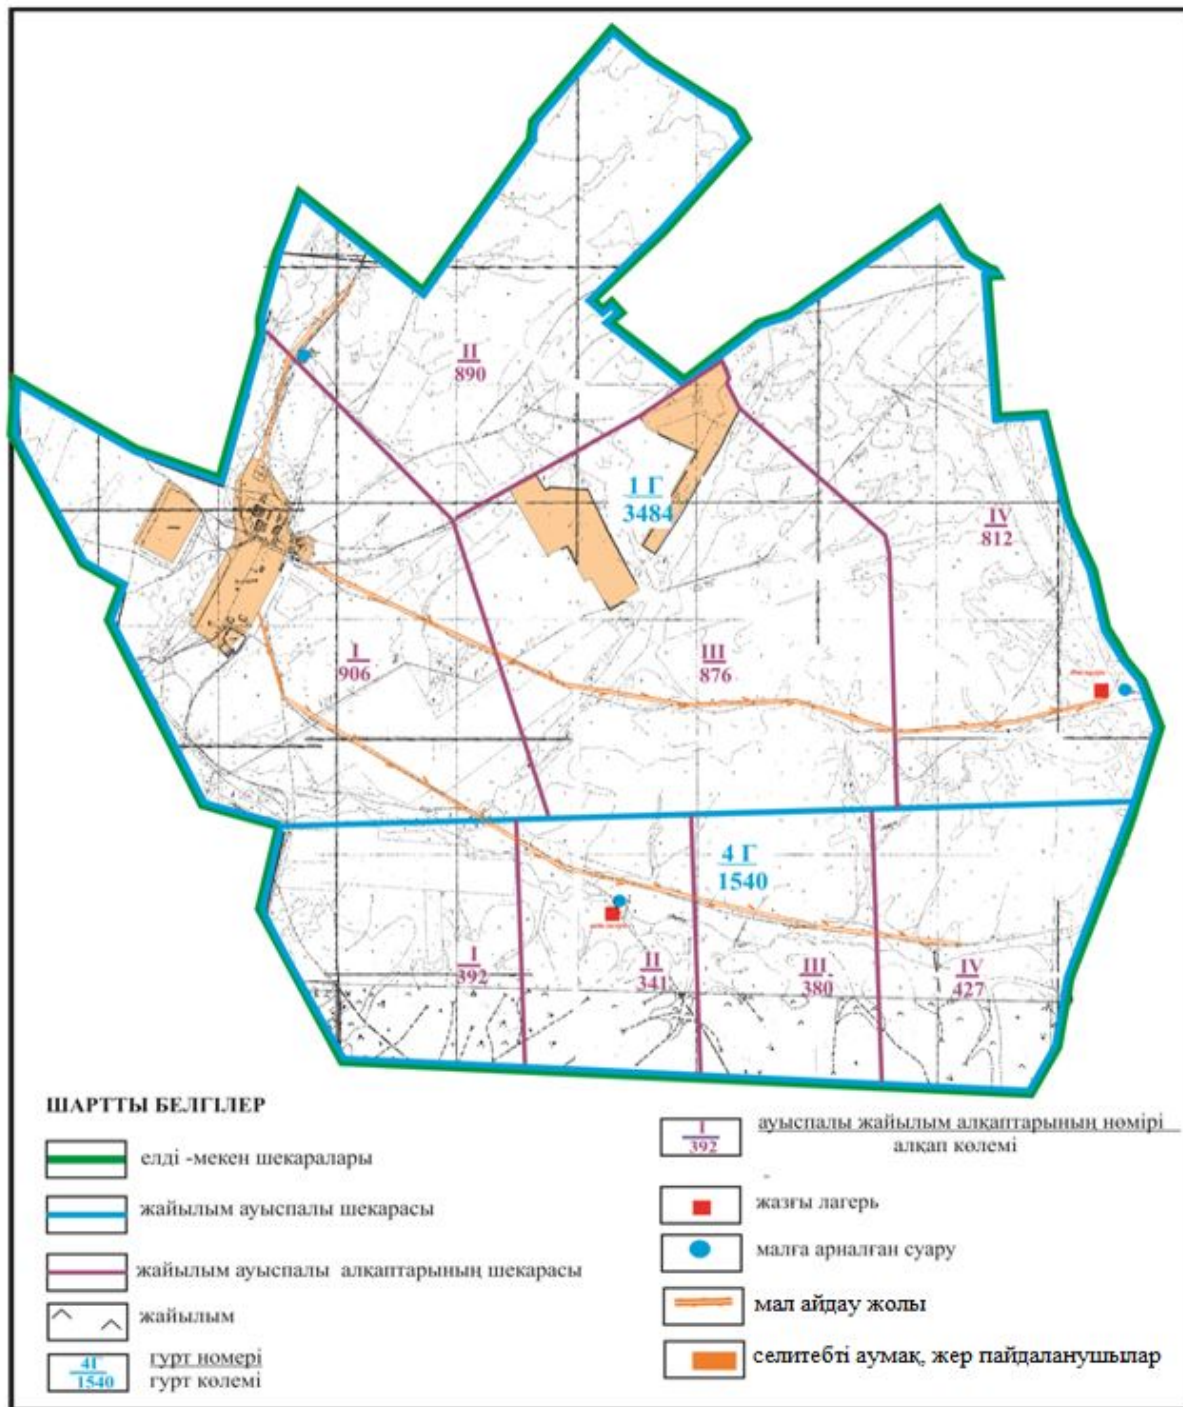 II
890
1 Г
3484
IV
812
I
906
III
876
4 Г
1540
I
392
II
341
III
380
IV
427
ШАРТТЫ БЕЛГІЛЕР
елді -мекен шекаралары
жайылым ауыспалы шекарасы
жайылым ауыспалы алқаптарының шекарасы
жайылым
4Г
1540
гурт номері
гурт көлемі
I
392
ауыспалы жайылым алқаптарының нөмірі
алқап көлемі
жазғы лагерь
малға арналған суару
мал айдау жолы
селитебті аумақ, жер пайдаланушылар